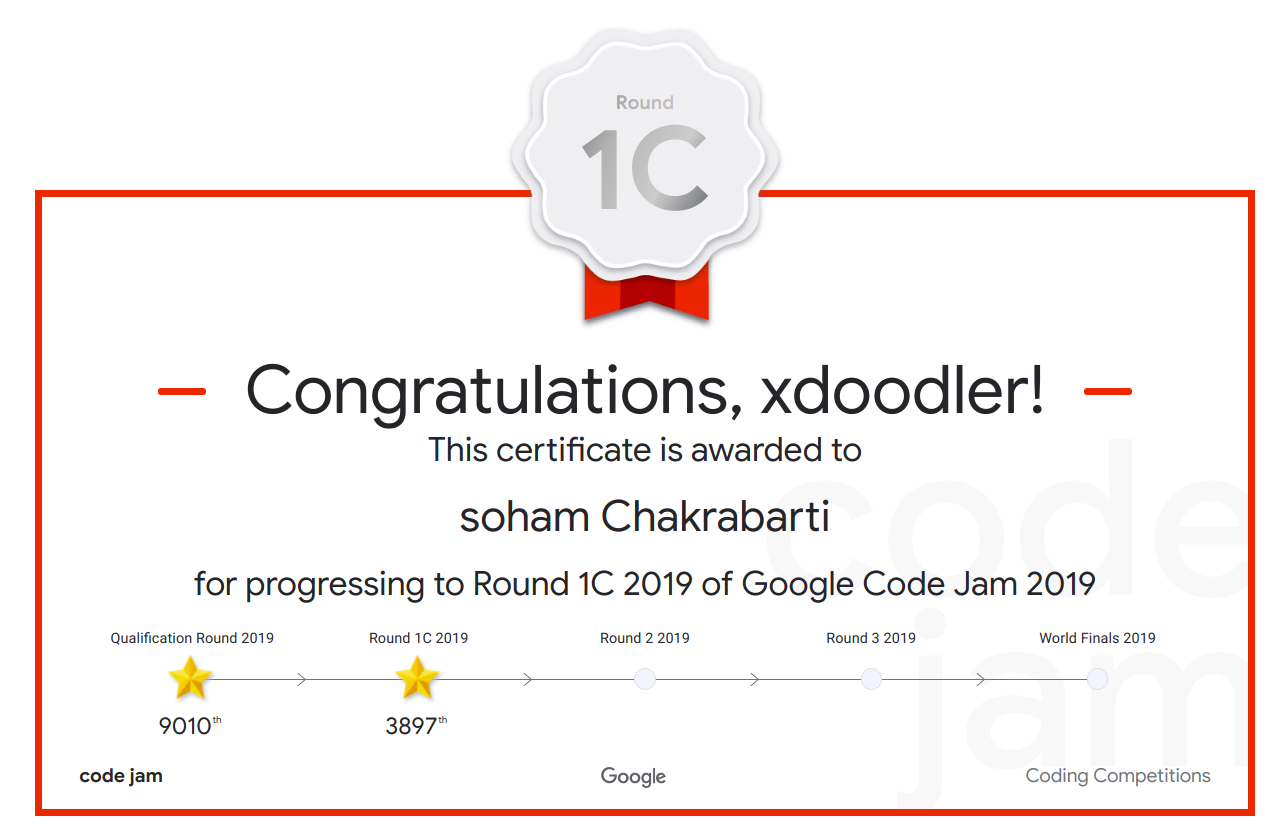 Round
1C
Congratulations, xdoodler!
This certificate is awarded to
soham Chakrabarti
for progressing to Round 1C 2019 of Google Code Jam 2019
Qualification Round 2019 Round 1C 2019 Round 2 2019 Round 3 2019 World Finals 2019
9010th 3897th
code jam Google Coding Competitions
code
jam